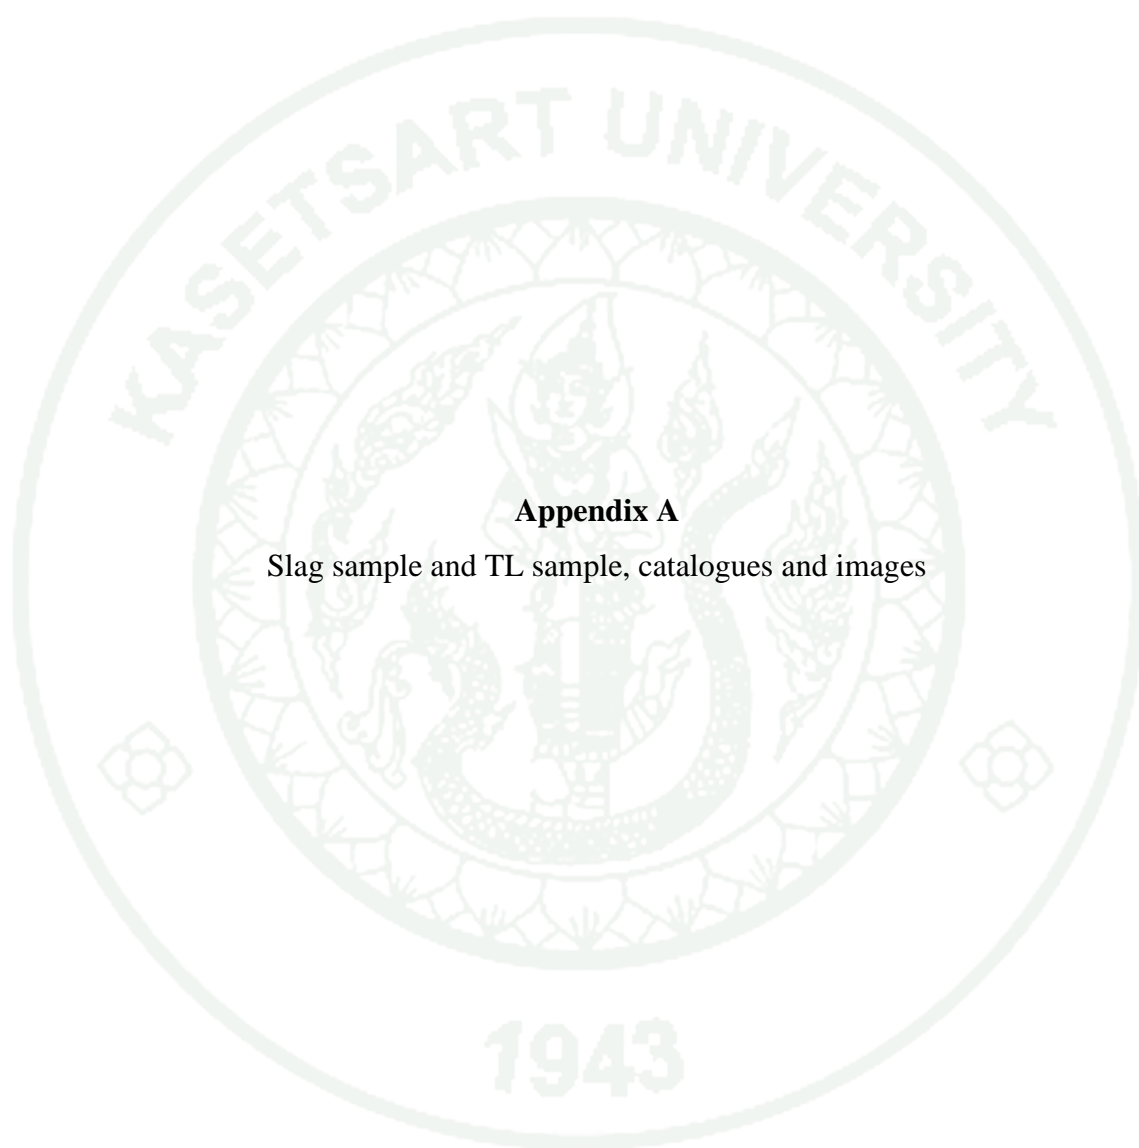 KASETSART UNIVERSITY
Appendix A
Slag sample and TL sample, catalogues and images
1943